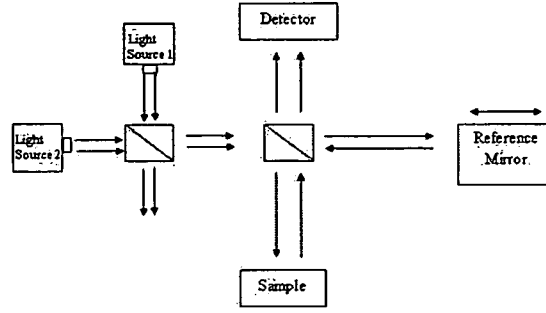 Detector
Light
Source 1
Light
Source 2
Reference
Mirror
Sample